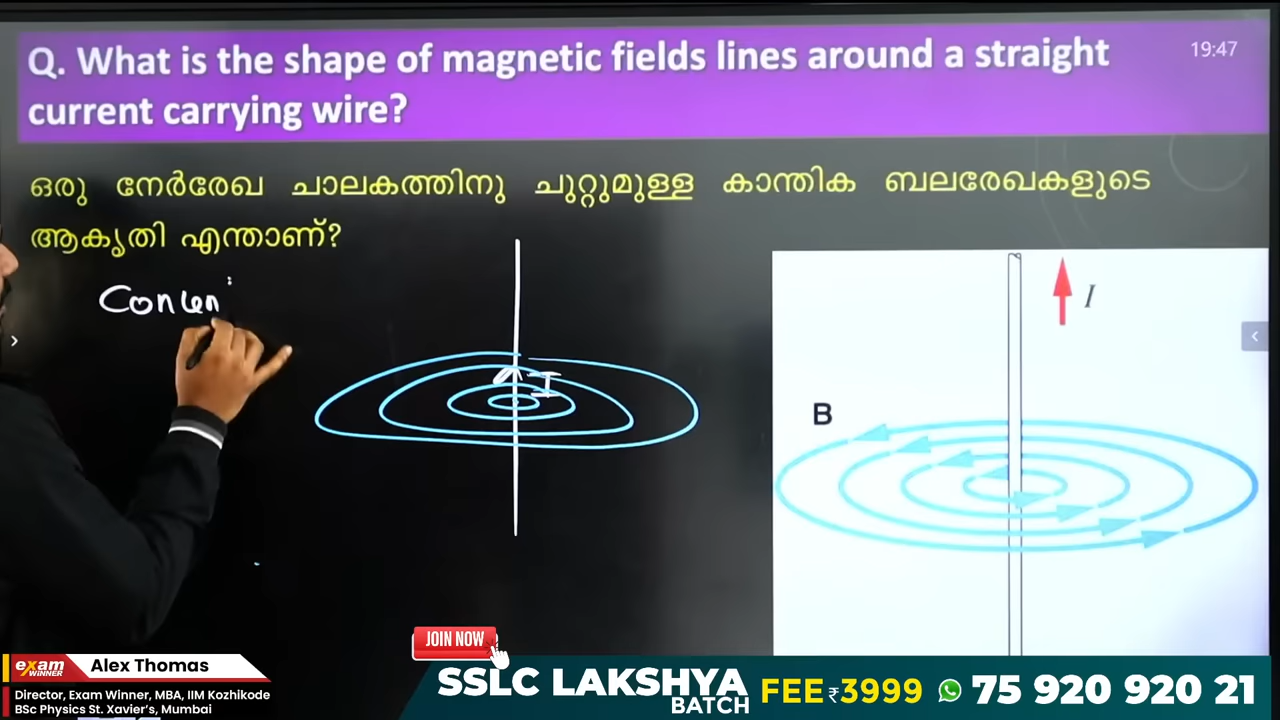 Q. What is the shape of magnetic fields lines around a straight
current carrying wire?
19:47
ഒരു നേർരേഖ ചാലകത്തിനു ചുറ്റുമുള്ള കാന്തിക ബലരേഖകളുടെ
ആകൃതി എന്താണ്?
Concen
I
I
B
JOIN NOW
exam WINNER
Alex Thomas
Director, Exam Winner, MBA, IIM Kozhikode
BSc Physics St. Xavier's, Mumbai
SSLC LAKSHYA
BATCH
FEE ₹3999
75 920 920 21